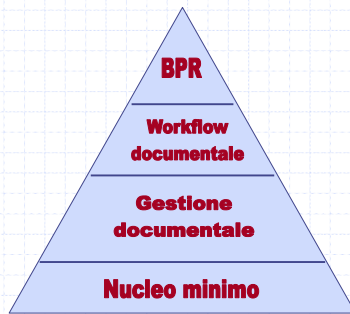 BPR
Workflow
documentale
Gestione
documentale
Nucleo minimo